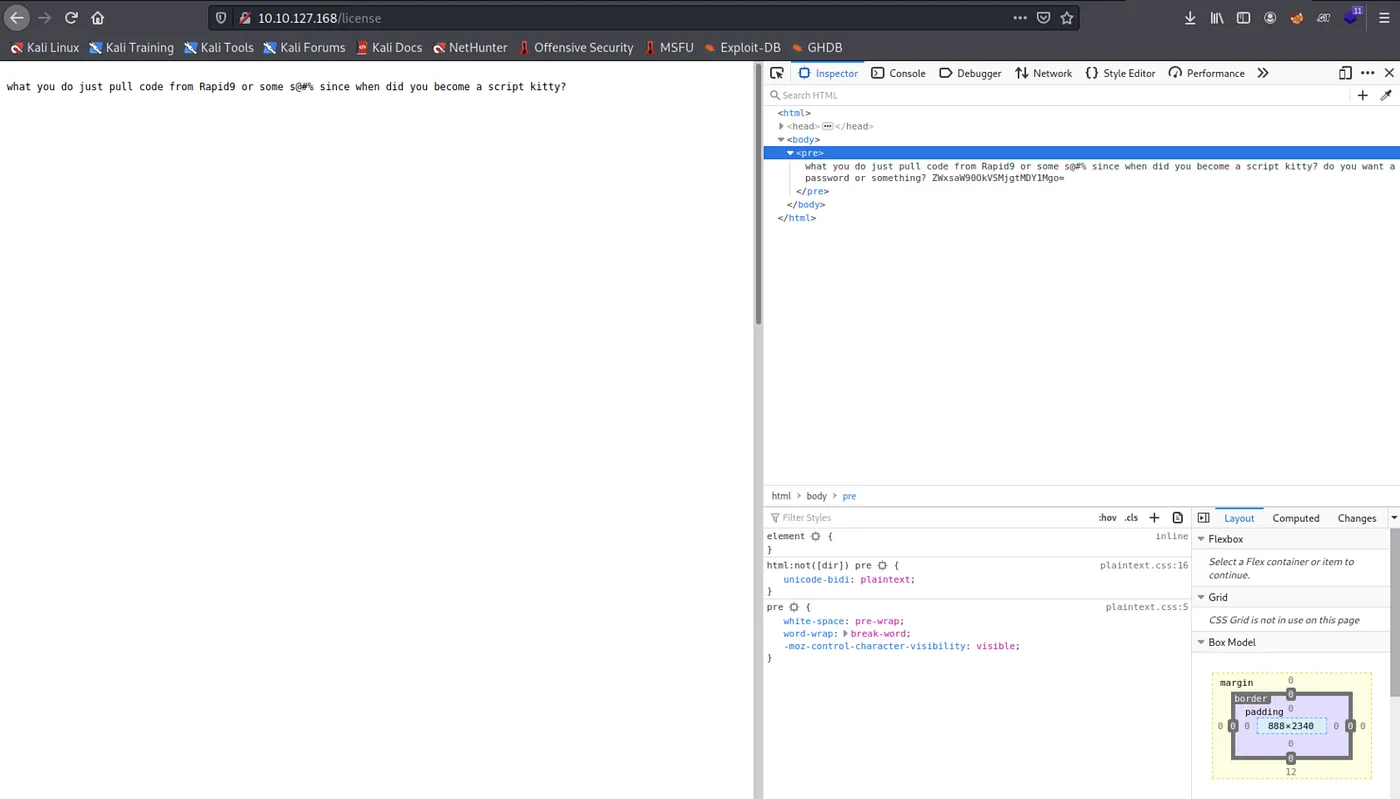 10.10.127.168/license
11
Kali Linux Kali Training Kali Tools Kali Forums Kali Docs NetHunter Offensive Security MSFU Exploit-DB GHDB
what you do just pull code from Rapid9 or some s@#% since when did you become a script kitty?
Inspector Console Debugger Network Style Editor Performance
Search HTML
<html>
<head> </head>
<body>
<pre>
what you do just pull code from Rapid9 or some s@#% since when did you become a script kitty? do you want a
password or something? ZWxsaW90OkVSMjgtMDY1Mgo=
</pre>
</body>
</html>
html > body > pre
Filter Styles :hov .cls + Layout Computed Changes
element { inline
}
html:not([dir]) pre { plaintext.css:16
unicode-bidi: plaintext;
}
pre { plaintext.css:5
white-space: pre-wrap;
word-wrap: break-word;
-moz-control-character-visibility: visible;
}
Flexbox
Select a Flex container or item to
continue.
Grid
CSS Grid is not in use on this page
Box Model
margin 0
border 0
padding 0
0 0 0 888×2340 0 0 0
0
0
12